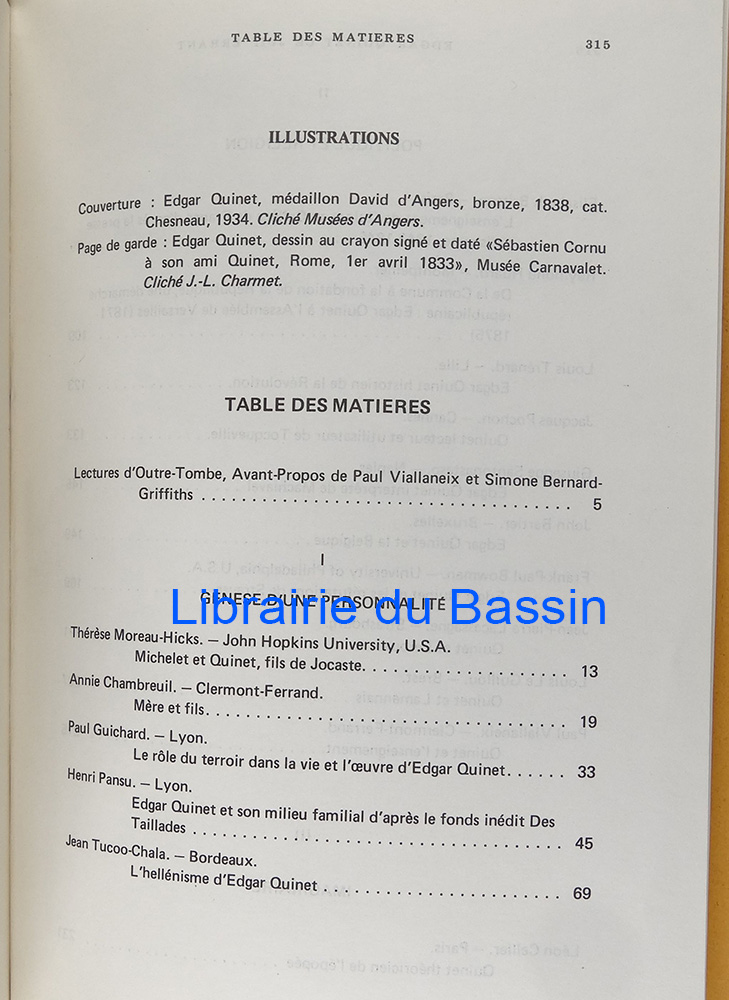 TABLE DES MATIERES 315
ILLUSTRATIONS
Couverture : Edgar Quinet, médaillon David d'Angers, bronze, 1838, cat.
Chesneau, 1934. Cliché Musées d'Angers.
Page de garde : Edgar Quinet, dessin au crayon signé et daté «Sébastien Cornu
à son ami Quinet, Rome, 1er avril 1833», Musée Carnavalet.
Cliché J.-L. Charmet.
TABLE DES MATIERES
Lectures d'Outre-Tombe, Avant-Propos de Paul Viallaneix et Simone Bernard-
Griffiths . . . . . . . . . . . . . . . . . . . . . . . . . . . . . . . . . . . . . 5
I
GENESE D'UNE PERSONNALITÉ
Librairie du Bassin
Thérèse Moreau-Hicks. — John Hopkins University, U.S.A.
Michelet et Quinet, fils de Jocaste. . . . . . . . . . . . . . . . . . . . . 13
Annie Chambreuil. — Clermont-Ferrand.
Mère et fils. . . . . . . . . . . . . . . . . . . . . . . . . . . . . . . . . . . . . 19
Paul Guichard. — Lyon.
Le rôle du terroir dans la vie et l'œuvre d'Edgar Quinet. . . . . . 33
Henri Pansu. — Lyon.
Edgar Quinet et son milieu familial d'après le fonds inédit Des
Taillades . . . . . . . . . . . . . . . . . . . . . . . . . . . . . . . . . . . . . 45
Jean Tucoo-Chala. — Bordeaux.
L'hellénisme d'Edgar Quinet . . . . . . . . . . . . . . . . . . . . . . . . 69